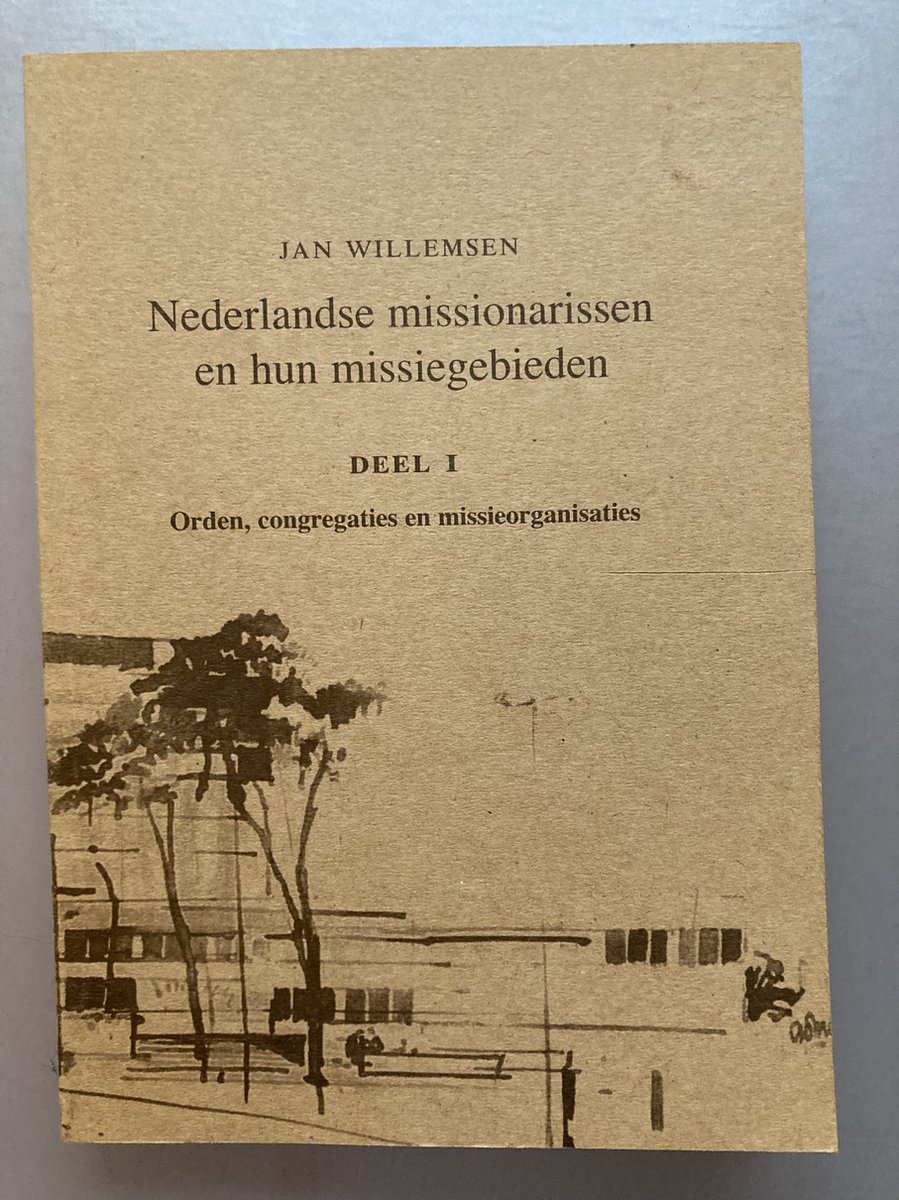 JAN WILLEMSEN
Nederlandse missionarissen
en hun missiegebieden
DEEL I
Orden, congregaties en missieorganisaties